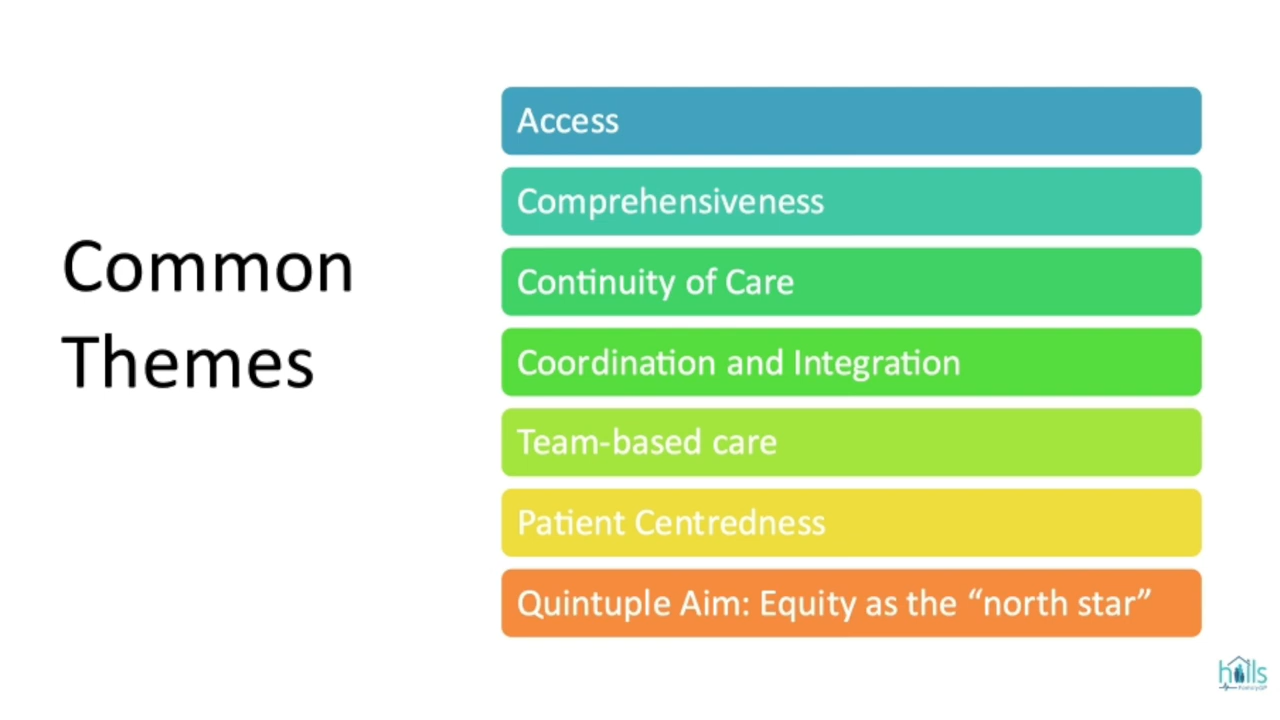 Common
Themes
Access
Comprehensiveness
Continuity of Care
Coordination and Integration
Team-based care
Patient Centredness
Quintuple Aim: Equity as the “north star”
hills